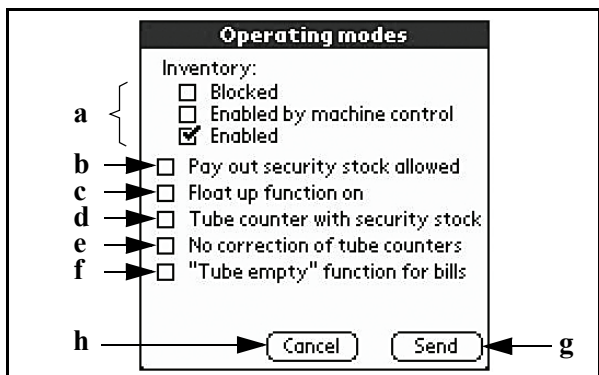 Operating modes
Inventory:
Blocked
a
Enabled by machine control
Enabled
b Pay out security stock allowed
c Float up function on
d Tube counter with security stock
e No correction of tube counters
f "Tube empty" function for bills
h Cancel Send g